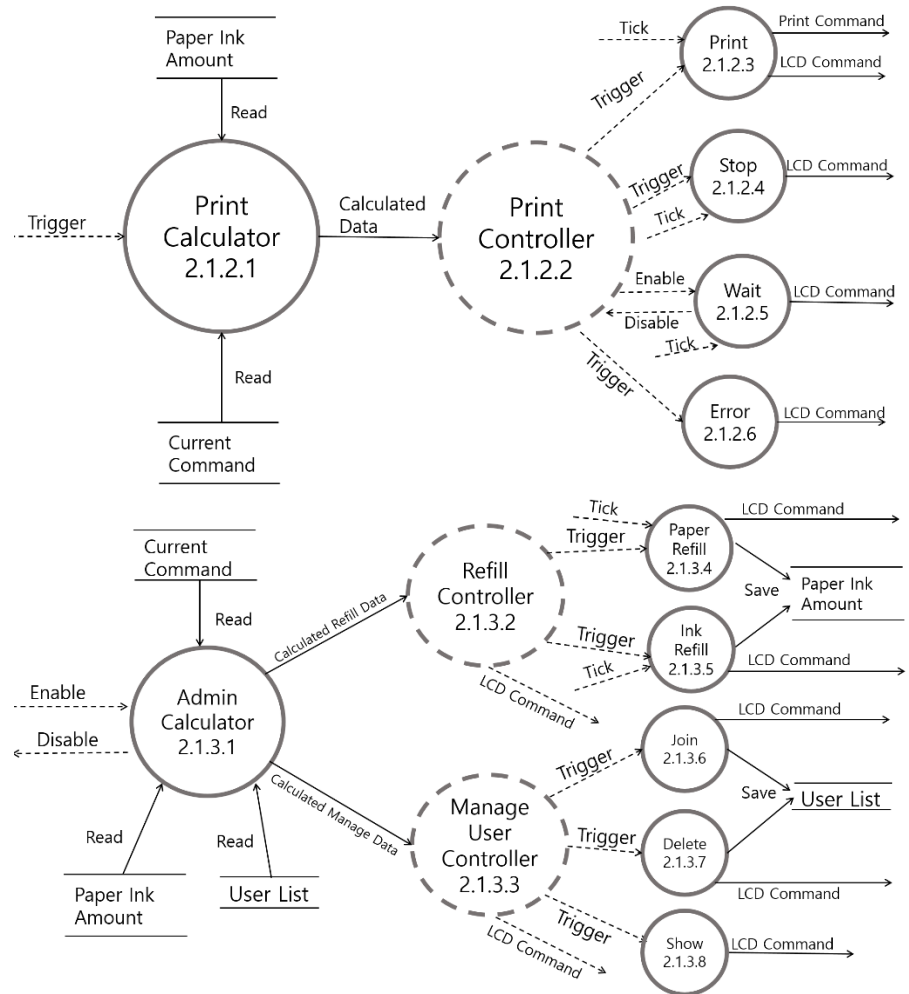 Paper Ink
Amount
Read
Trigger
Print
Calculator
2.1.2.1
Calculated
Data
Read
Current
Command
Print
Controller
2.1.2.2
Tick
Trigger
Print
2.1.2.3
Print Command
LCD Command
Trigger
Tick
Stop
2.1.2.4
LCD Command
Enable
Disable
Tick
Wait
2.1.2.5
LCD Command
Trigger
Error
2.1.2.6
LCD Command
Current
Command
Read
Enable
Disable
Admin
Calculator
2.1.3.1
Read
Paper Ink
Amount
Read
User List
Calculated Refill Data
Calculated Manage Data
Refill
Controller
2.1.3.2
LCD Command
Tick
Trigger
Paper
Refill
2.1.3.4
LCD Command
Trigger
Tick
Ink
Refill
2.1.3.5
LCD Command
Save
Paper Ink
Amount
Manage
User
Controller
2.1.3.3
LCD Command
Trigger
Join
2.1.3.6
LCD Command
Trigger
Delete
2.1.3.7
LCD Command
Save
User List
Trigger
Show
2.1.3.8
LCD Command